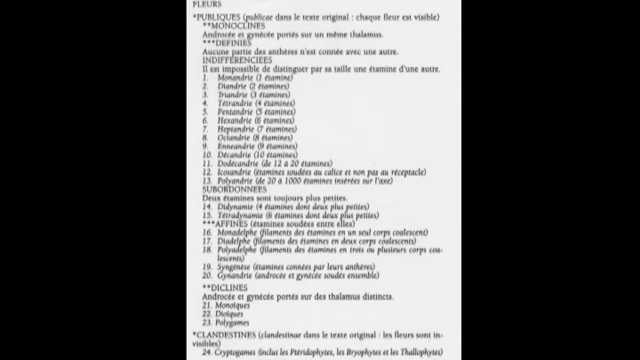 FLEURS
*PUBLIQUES (publicae dans le texte original : chaque fleur est visible)
**MONOCLINES
Androcée et gynécée portés sur un même thalamus.
***DEFINIES
Aucune partie des anthères n'est connée avec une autre.
INDIFFERENCIEES
Il est impossible de distinguer par sa taille une étamine d'une autre.
1. Monandrie (1 étamine)
2. Diandrie (2 étamines)
3. Triandrie (3 étamines)
4. Tétrandrie (4 étamines)
5. Pentandrie (5 étamines)
6. Hexandrie (6 étamines)
7. Heptandrie (7 étamines)
8. Octandrie (8 étamines)
9. Enneandrie (9 étamines)
10. Décandrie (10 étamines)
11. Dodécandrie (de 12 à 20 étamines)
12. Icosandrie (étamines soudées au calice et non pas au réceptacle)
13. Polyandrie (de 20 à 1000 étamines insérées sur l'axe)
SUBORDONNEES
Deux étamines sont toujours plus petites.
14. Didynamie (4 étamines dont deux plus petites)
15. Tétradynamie (6 étamines dont deux plus petites)
***AFFINES (étamines soudées entre elles)
16. Monadelphe (filaments des étamines en un seul corps coalescent)
17. Diadelphe (filaments des étamines en deux corps coalescents)
18. Polyadelphe (filaments des étamines en trois ou plusieurs corps coa-
lescents)
19. Syngénèse (étamines connées par leurs anthères)
20. Gynandrie (androcée et gynécée soudés ensemble)
**DICLINES
Androcée et gynécée portés sur des thalamus distincts.
21. Monoïques
22. Dioïques
23. Polygames
*CLANDESTINES (clandestinae dans le texte original : les fleurs sont in-
visibles)
24. Cryptogames (inclus les Ptéridophytes, les Bryophytes et les Thallophytes)